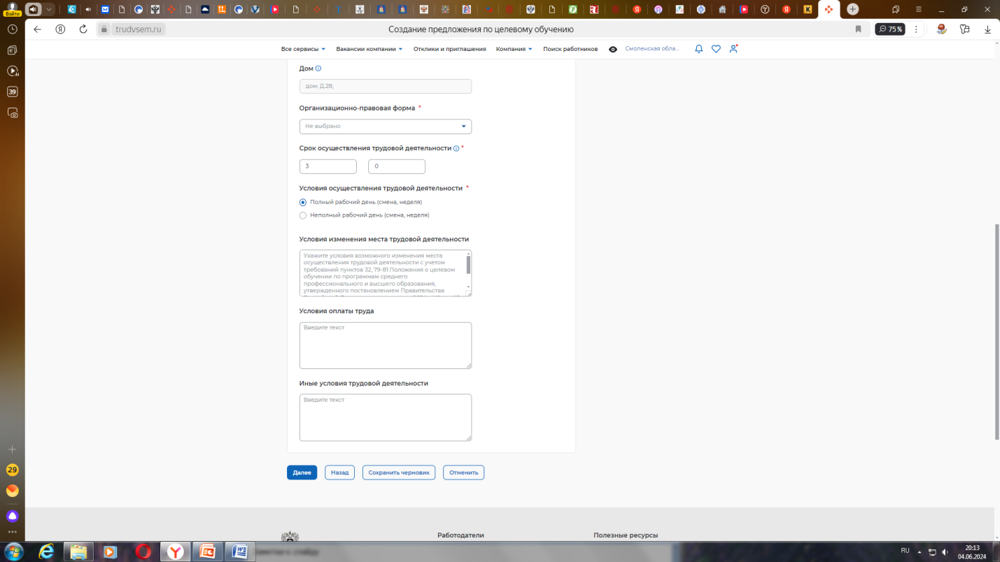 Войти
trudvsem.ru
Создание предложения по целевому обучению
75%
Все сервисы
Вакансии компании
Отклики и приглашения
Компания
Поиск работников
Смоленская обла...
39
29
Дом
дом: Д.28;
Организационно-правовая форма *
Не выбрано
Срок осуществления трудовой деятельности *
3 0
Условия осуществления трудовой деятельности *
Полный рабочий день (смена, неделя)
Неполный рабочий день (смена, неделя)
Условия изменения места трудовой деятельности
Укажите условия возможного изменения места
осуществления трудовой деятельности с учетом
требований пунктов 32, 79-81 Положения о целевом
обучении по программам среднего
профессионального и высшего образования,
утвержденного постановлением Правительства
Условия оплаты труда
Введите текст
Иные условия трудовой деятельности
Введите текст
Далее
Назад
Сохранить черновик
Отменить
Работодатели
Полезные ресурсы
RU
20:13
04.06.2024